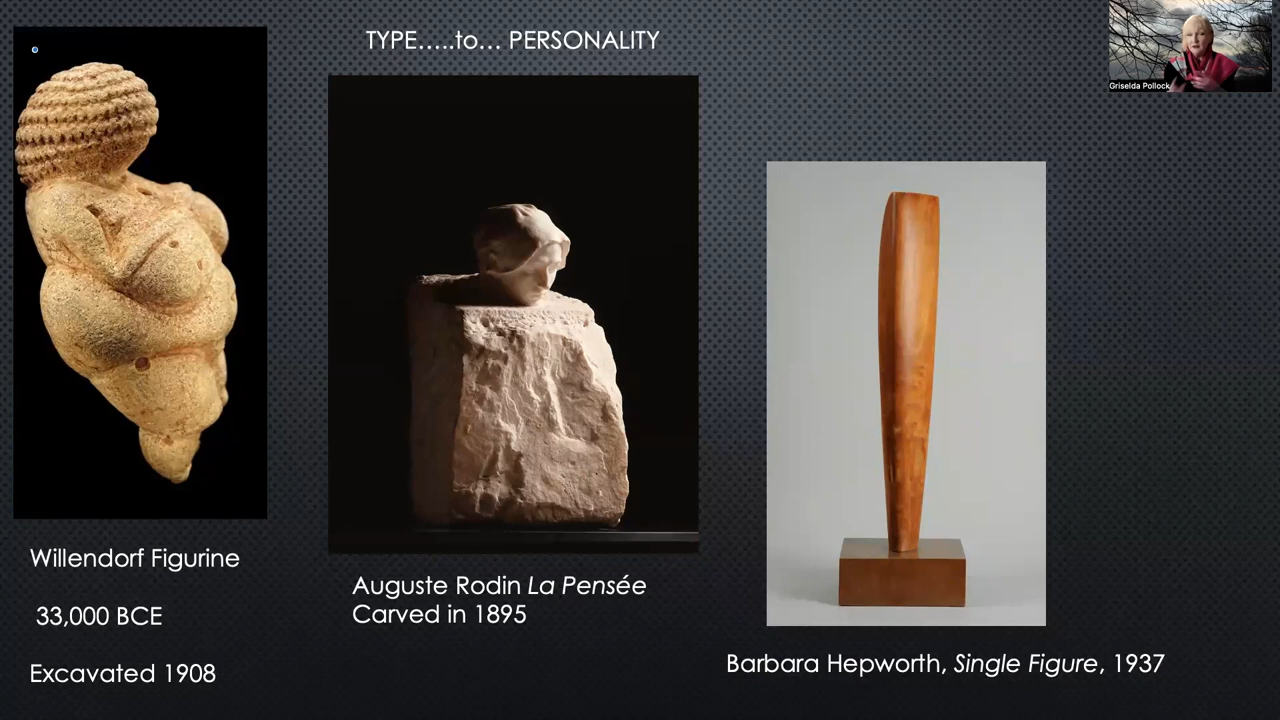 TYPE.....to... PERSONALITY
Griselda Pollock
Willendorf Figurine
33,000 BCE
Excavated 1908
Auguste Rodin La Pensée
Carved in 1895
Barbara Hepworth, Single Figure, 1937